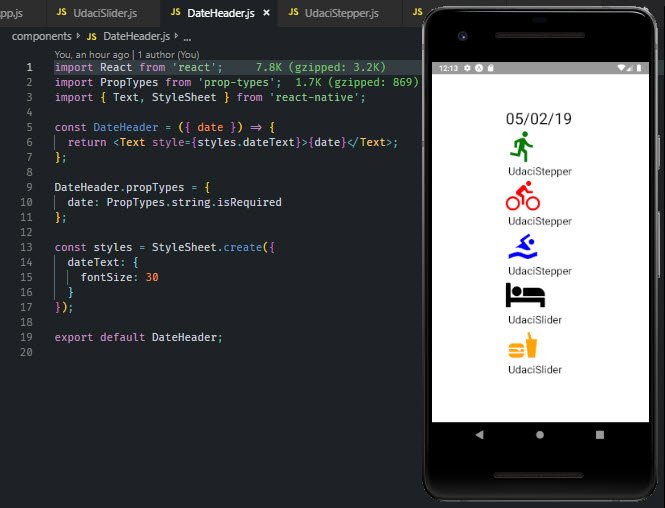 pp.js JS UdaciSlider.js JS DateHeader.js × JS UdaciStepper.js JS
components > JS DateHeader.js > ...
You, an hour ago | 1 author (You)
1 import React from 'react'; 7.8K (gzipped: 3.2K)
2 import PropTypes from 'prop-types'; 1.7K (gzipped: 869)
3 import { Text, StyleSheet } from 'react-native';
4
5 const DateHeader = ({ date }) => {
6 return <Text style={styles.dateText}>{date}</Text>;
7 };
8
9 DateHeader.propTypes = {
10 date: PropTypes.string.isRequired
11 };
12
13 const styles = StyleSheet.create({
14 dateText: {
15 fontSize: 30
16 }
17 });
18
19 export default DateHeader;
20
12:13
05/02/19
UdaciStepper
UdaciStepper
UdaciStepper
UdaciSlider
UdaciSlider